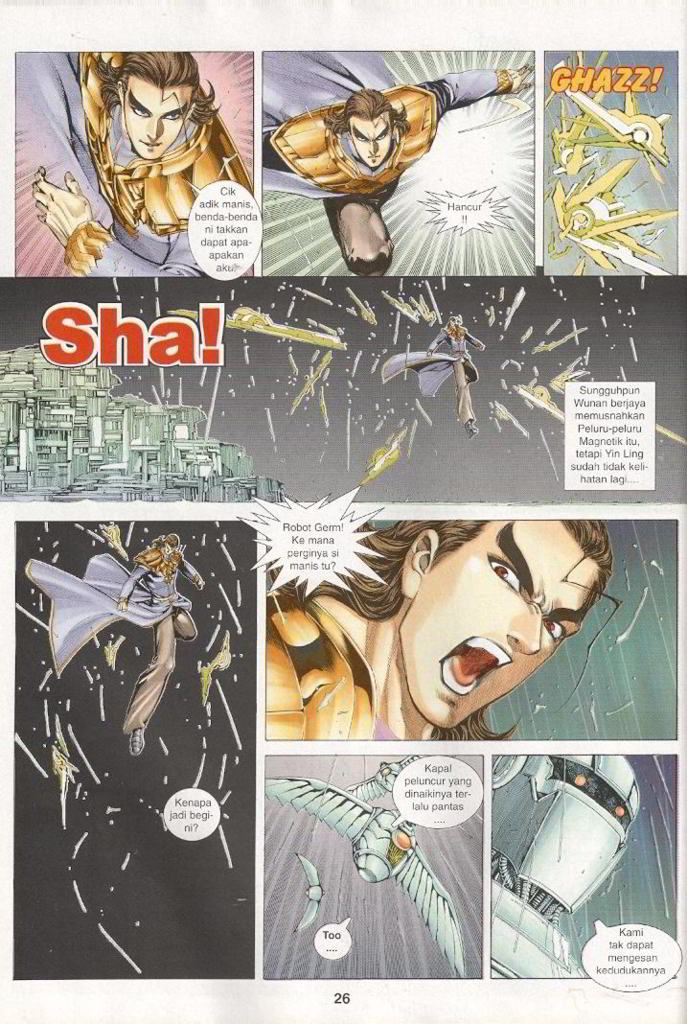 Cik
adik manis,
benda-benda
ni takkan
dapat apa-
apakan
aku!
Hancur
!!
GHAZZ!
Sha!
Sungguhpun
Wunan berjaya
memusnahkan
Peluru-peluru
Magnetik itu,
tetapi Yin Ling
sudah tidak keli-
hatan lagi....
Robot Germ!
Ke mana
perginya si
manis tu?
Kenapa
jadi begi-
ni?
Kapal
peluncur yang
dinaikinya ter-
lalu pantas
....
Too
....
Kami
tak dapat
mengesan
kedudukannya
....
26